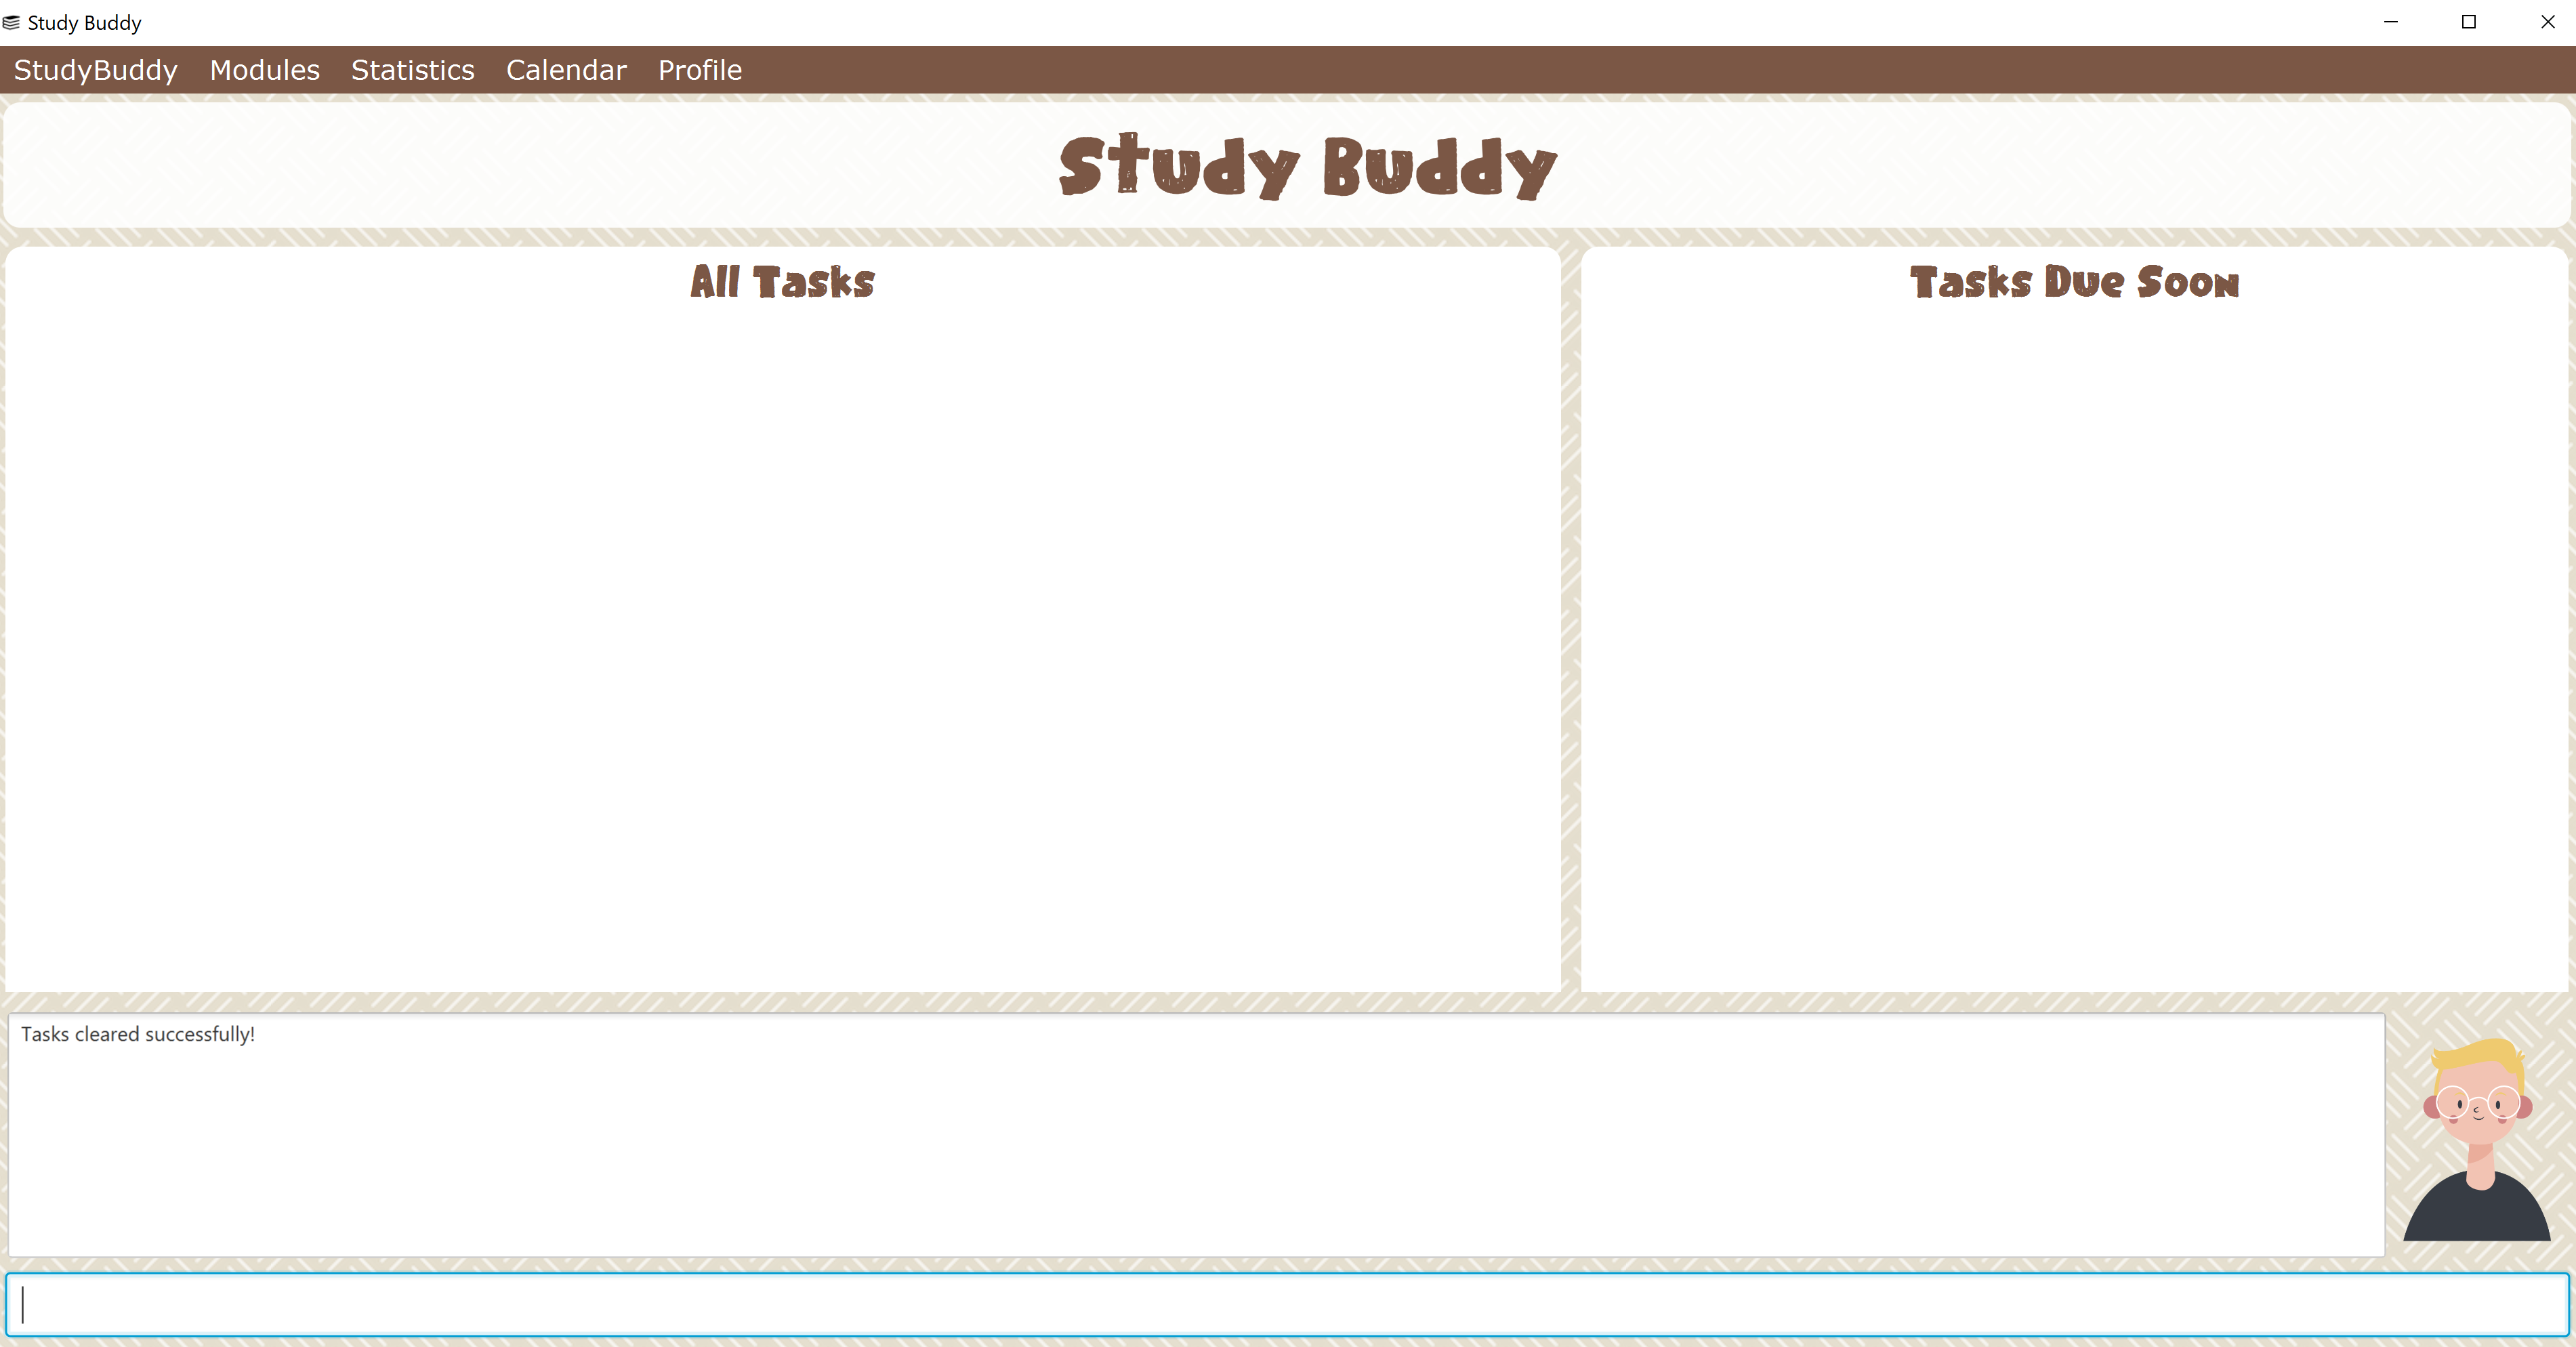 Study Buddy
StudyBuddy Modules Statistics Calendar Profile
Study Buddy
All Tasks
Tasks Due Soon
Tasks cleared successfully!